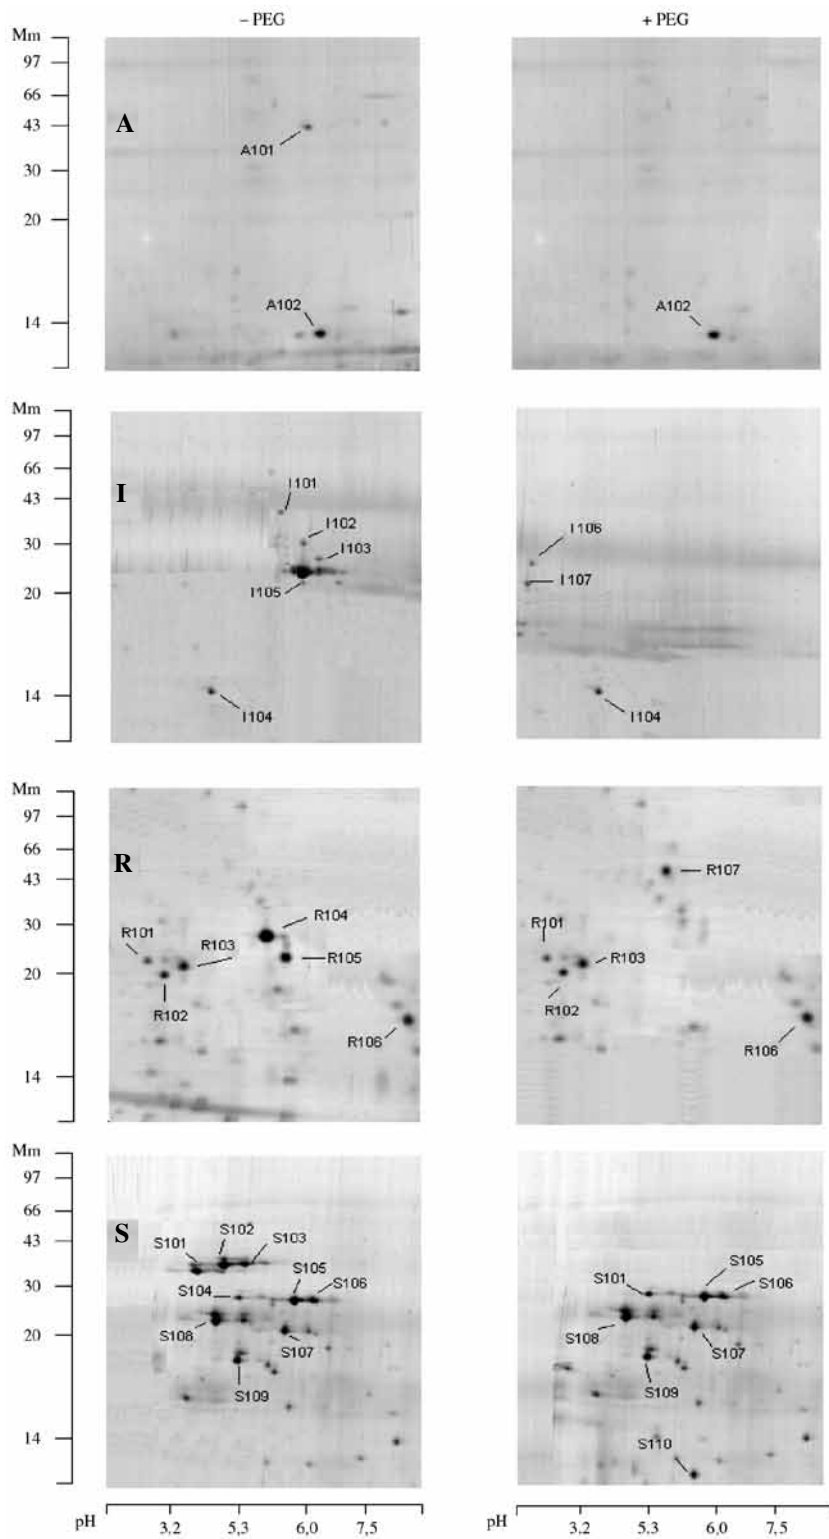 – PEG + PEG
Mm
97
66
43
30
20
14
A
A101
A102
A102
Mm
97
66
43
30
20
14
I
I101
I102
I103
I105
I104
I106
I107
I104
Mm
97
66
43
30
20
14
R
R101
R103
R102
R104
R105
R106
R107
R101
R103
R102
R106
Mm
97
66
43
30
20
14
S
S101
S102
S103
S104
S105
S106
S108
S107
S109
S101
S105
S106
S108
S107
S109
S110
pH 3,2 5,3 6,0 7,5 3,2 5,3 6,0 7,5 pH